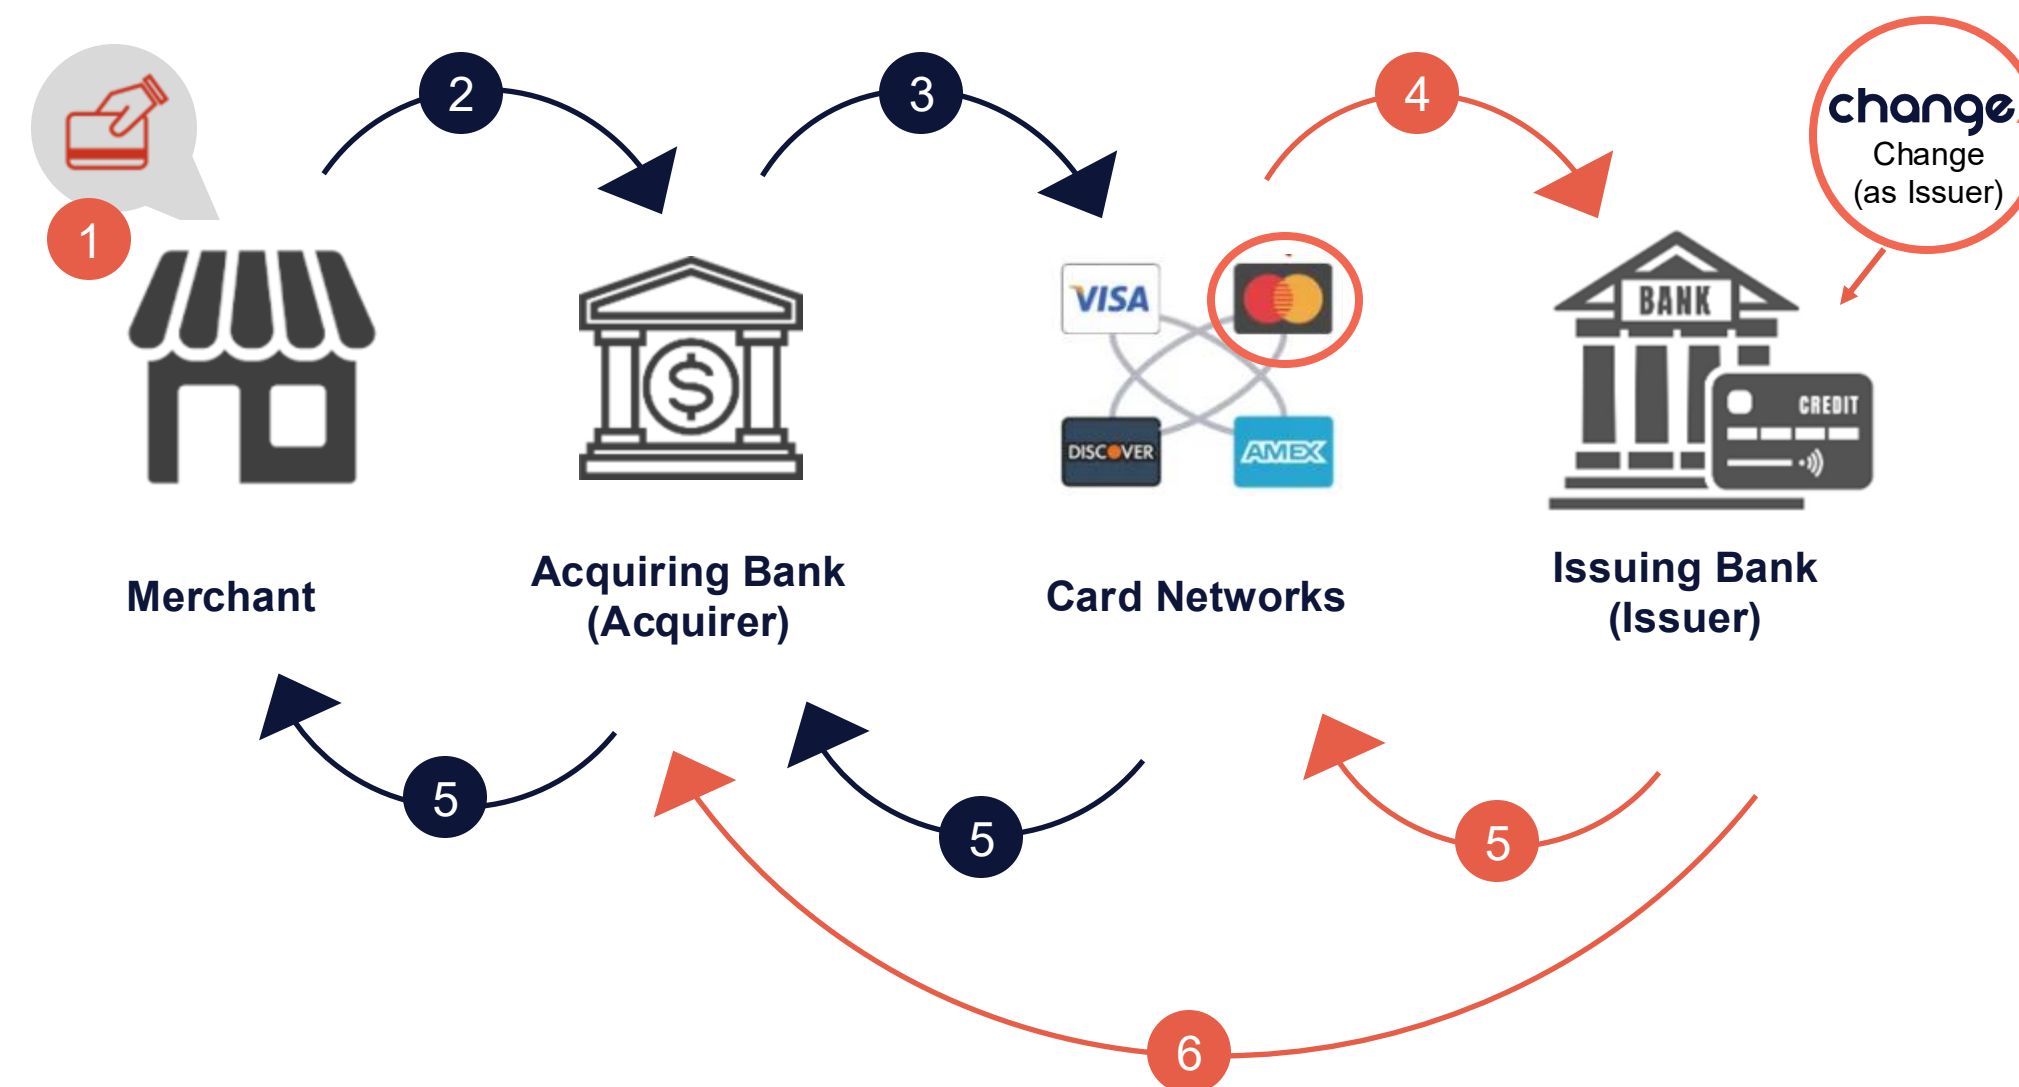 2
3
4
change
Change
(as Issuer)
1
VISA
BANK
CREDIT
DISCOVER
AMEX
Merchant
Acquiring Bank
(Acquirer)
Card Networks
Issuing Bank
(Issuer)
5
5
5
6